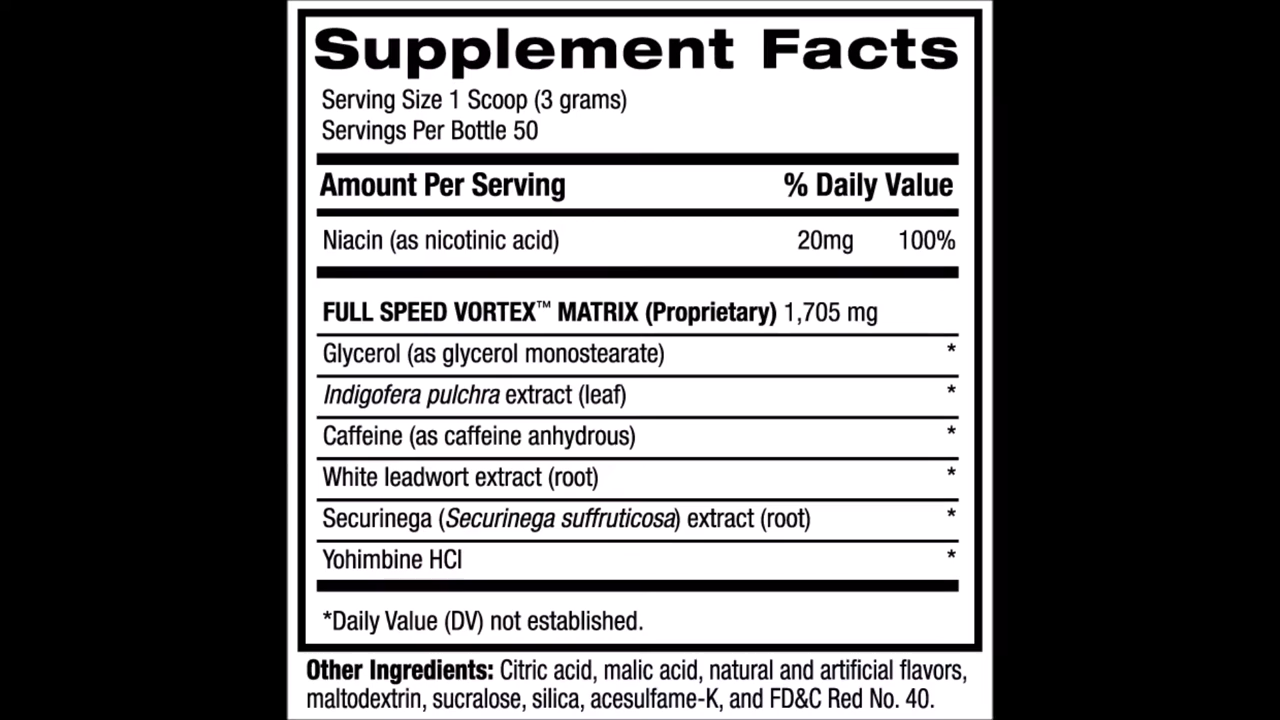 Supplement Facts
Serving Size 1 Scoop (3 grams)
Servings Per Bottle 50
Amount Per Serving % Daily Value
Niacin (as nicotinic acid) 20mg 100%
FULL SPEED VORTEX™ MATRIX (Proprietary) 1,705 mg
Glycerol (as glycerol monostearate) *
Indigofera pulchra extract (leaf) *
Caffeine (as caffeine anhydrous) *
White leadwort extract (root) *
Securinega (Securinega suffruticosa) extract (root) *
Yohimbine HCl *
*Daily Value (DV) not established.
Other Ingredients: Citric acid, malic acid, natural and artificial flavors,
maltodextrin, sucralose, silica, acesulfame-K, and FD&C Red No. 40.